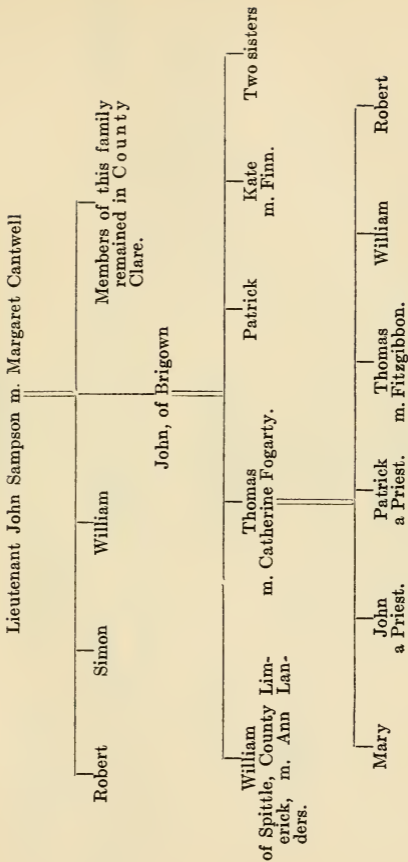 Lieutenant John Sampson m. Margaret Cantwell
Robert
Simon
William
Members of this family
remained in County
Clare.
John, of Brigown
William
of Spittle, County Lim-
erick, m. Ann Lan-
ders.
Thomas
m. Catherine Fogarty.
Patrick
Kate
m. Finn.
Two sisters
Mary
John
a Priest.
Patrick
a Priest.
Thomas
m. Fitzgibbon.
William
Robert